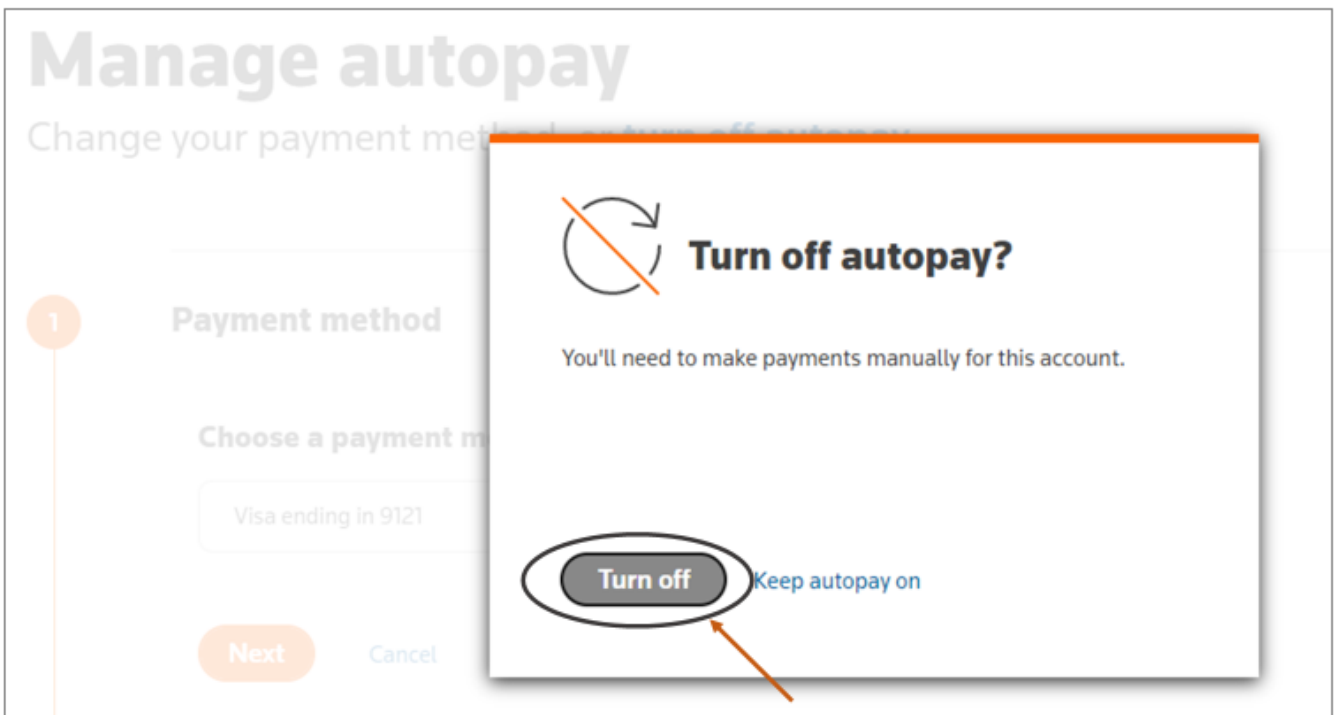 Manage autopay
Change your payment method, or turn off autopay
Turn off autopay?
1
Payment method
You'll need to make payments manually for this account.
Choose a payment
Visa ending in 9121
Turn off
Keep autopay on
Next
Cancel